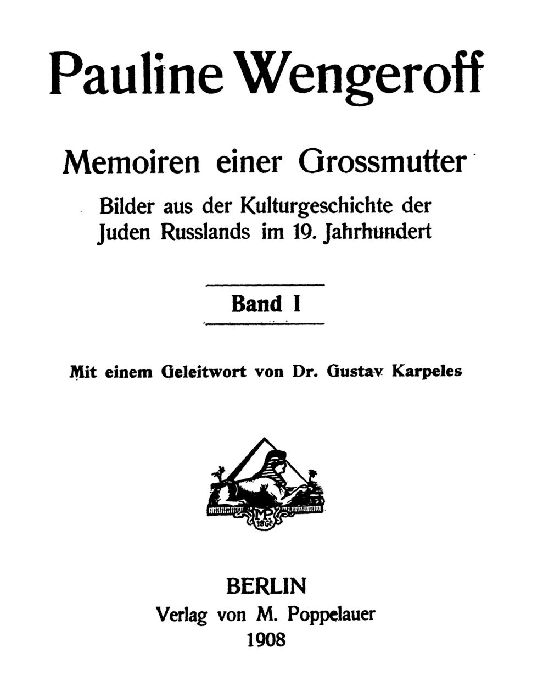 Pauline Wengeroff
Memoiren einer Grossmutter
Bilder aus der Kulturgeschichte der
Juden Russlands im 19. Jahrhundert
Band I
Mit einem Geleitwort von Dr. Gustav Karpeles
MP
BERLIN
Verlag von M. Poppelauer
1908